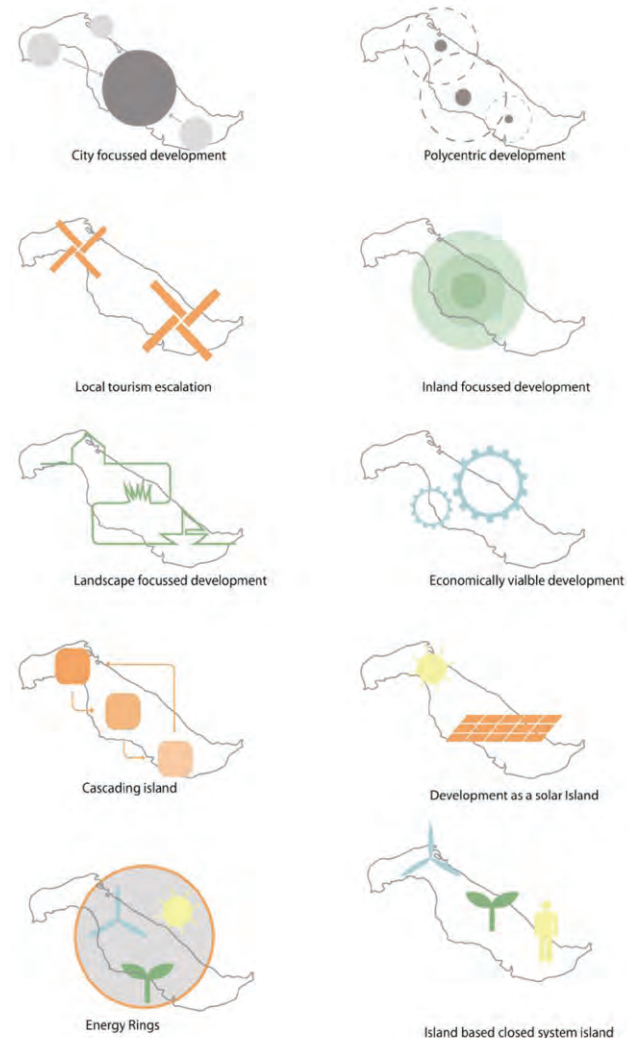 City focussed development
Polycentric development
Local tourism escalation
Inland focussed development
Landscape focussed development
Economically vialble development
Cascading island
Development as a solar Island
Energy Rings
Island based closed system island